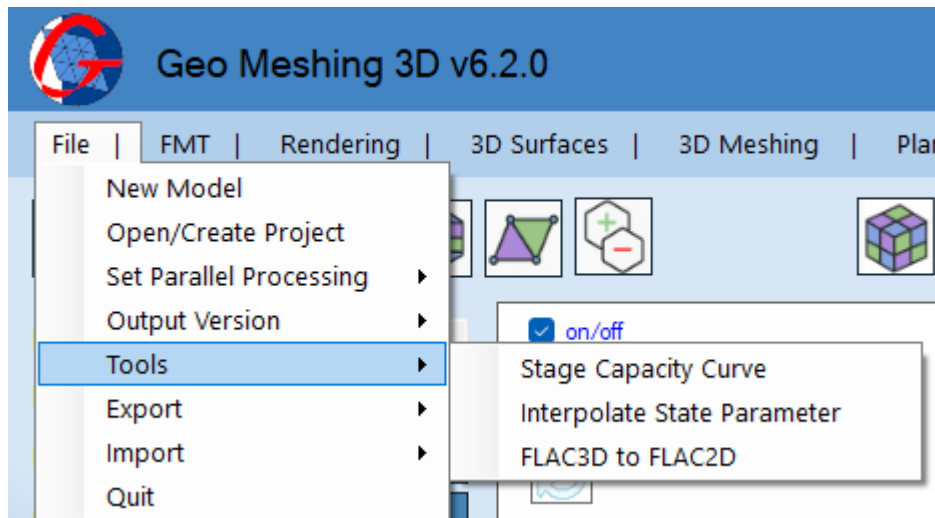 Geo Meshing 3D v6.2.0
File | FMT | Rendering | 3D Surfaces | 3D Meshing |
New Model
Open/Create Project
Set Parallel Processing
Output Version
on/off
Tools
Stage Capacity Curve
Export
Interpolate State Parameter
Import
FLAC3D to FLAC2D
Quit